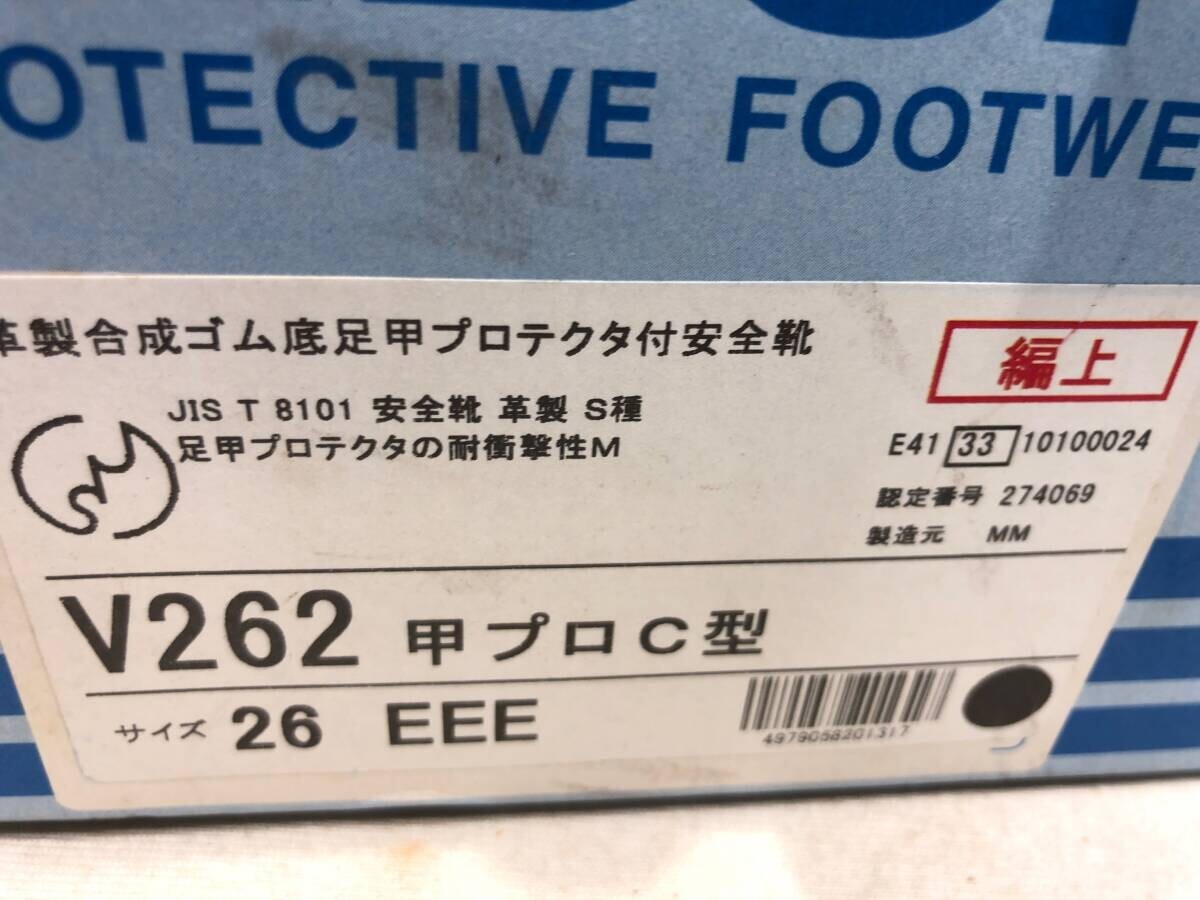 OTECTIVE FOOTWE
革製合成ゴム底足甲プロテクタ付安全靴
編上
JIS T 8101 安全靴 革製 S種
足甲プロテクタの耐衝撃性M
E41 33 10100024
認定番号 274069
製造元 MM
V262 甲プロC型
サイズ 26 EEE
4979058201317